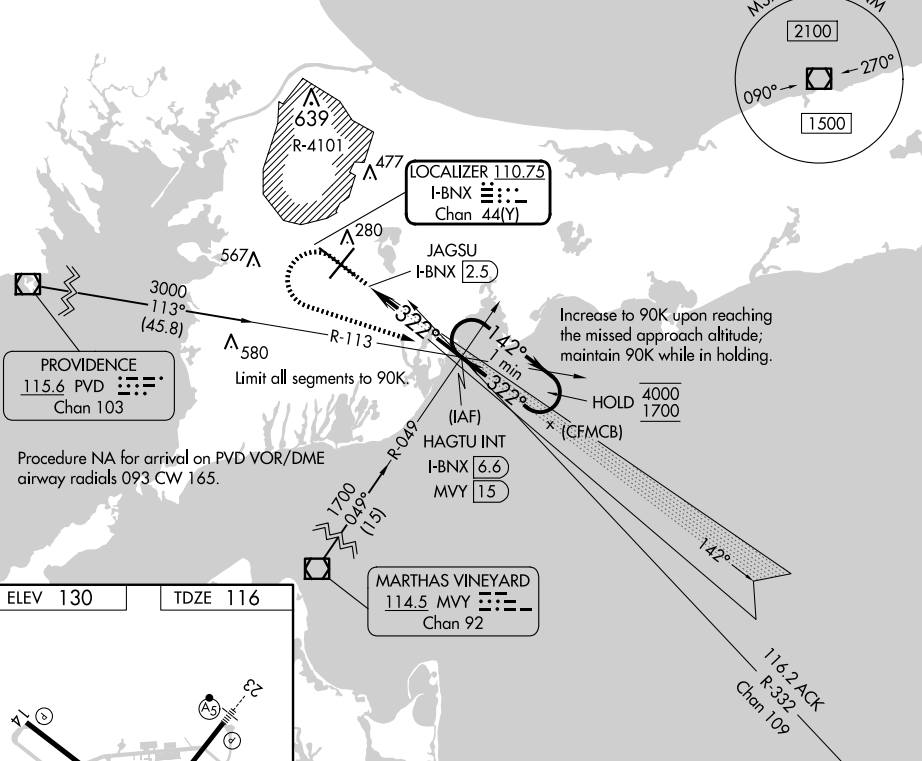 2100
270°
090°
1500
639
R-4101
477
LOCALIZER 110.75
I-BNX
Chan 44(Y)
280
567
JAGSU
I-BNX 2.5
3000
113°
(45.8)
R-113
322°
142°
1 min
322°
Increase to 90K upon reaching
the missed approach altitude;
maintain 90K while in holding.
580
PROVIDENCE
115.6 PVD
Chan 103
Limit all segments to 90K.
HOLD 4000
1700
(IAF)
HAGTU INT
I-BNX 6.6
MVY 15
(CFMCB)
Procedure NA for arrival on PVD VOR/DME
airway radials 093 CW 165.
R-049
1700
049°
(15)
142°
MARTHAS VINEYARD
114.5 MVY
Chan 92
ELEV 130
TDZE 116
116.2 ACK
R-332
Chan 109
14
P
A5
23
P